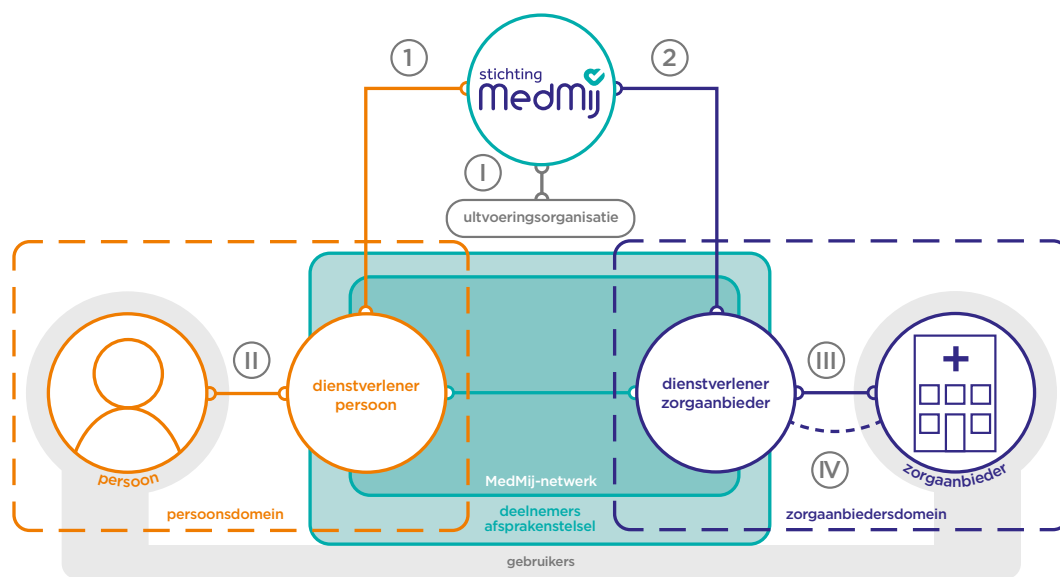 1
2
stichting
MedMij
I
uitvoeringsorganisatie
II
dienstverlener
persoon
dienstverlener
zorgaanbieder
III
IV
persoon
zorgaanbieder
MedMij-netwerk
persoonsdomein
deelnemers
afsprakenstelsel
zorgaanbiedersdomein
gebruikers